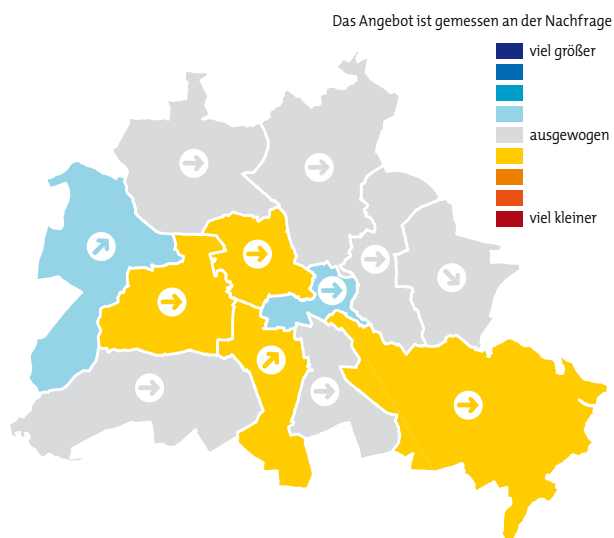 Das Angebot ist gemessen an der Nachfrage
viel größer
ausgewogen
viel kleiner